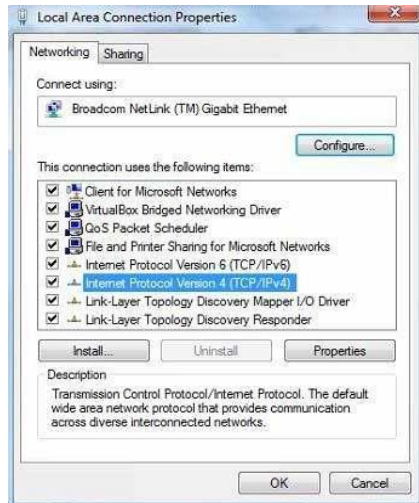 Local Area Connection Properties
Networking
Sharing
Connect using:
Broadcom NetLink (TM) Gigabit Ethernet
Configure...
This connection uses the following items:
Client for Microsoft Networks
VirtualBox Bridged Networking Driver
QoS Packet Scheduler
File and Printer Sharing for Microsoft Networks
Internet Protocol Version 6 (TCP/IPv6)
Internet Protocol Version 4 (TCP/IPv4)
Link-Layer Topology Discovery Mapper I/O Driver
Link-Layer Topology Discovery Responder
Install...
Uninstall
Properties
Description
Transmission Control Protocol/Internet Protocol. The default
wide area network protocol that provides communication
across diverse interconnected networks.
OK
Cancel